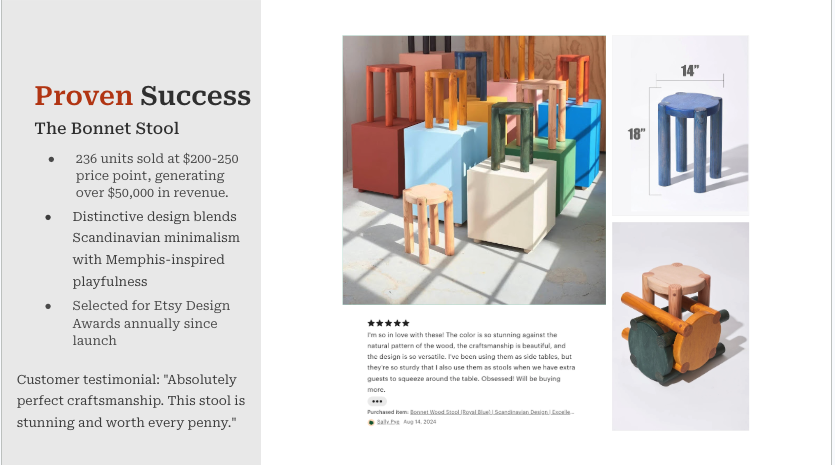 Proven Success
The Bonnet Stool
● 236 units sold at $200-250
price point, generating
over $50,000 in revenue.
● Distinctive design blends
Scandinavian minimalism
with Memphis-inspired
playfulness
● Selected for Etsy Design
Awards annually since
launch
Customer testimonial: "Absolutely
perfect craftsmanship. This stool is
stunning and worth every penny."
14”
18”
★★★★★
I'm so in love with these! The color is so stunning against the
natural pattern of the wood, the craftsmanship is beautiful, and
the design is so versatile. I've been using them as side tables, but
they're so sturdy that I also use them as stools when we have extra
guests to squeeze around the table. Obsessed! Will be buying
more.
•••
Purchased item: Bonnet Wood Stool |Royal Blue| | Scandinavian Design | Excelle...
Sally Pyo Aug 14, 2024